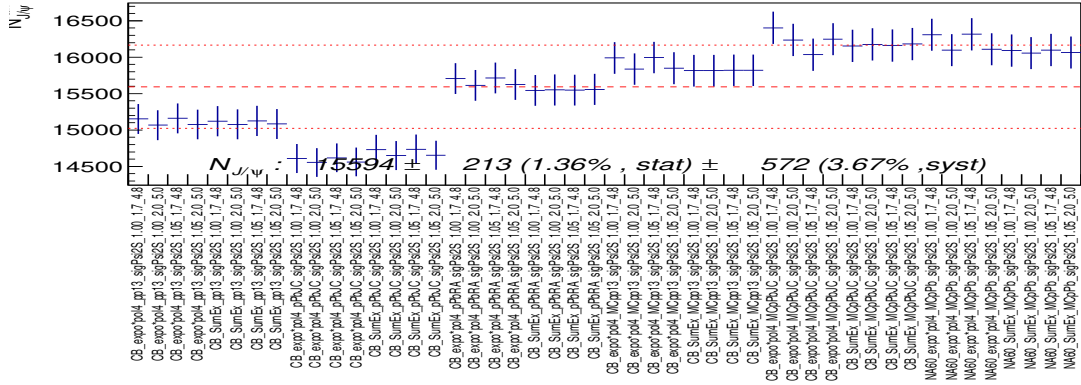 N_J/ψ
16500
16000
15500
15000
14500
N_J/ψ : 15594 ± 213 (1.36% , stat) ± 572 (3.67% ,syst)
CB_expo*pol4_pp13_sigPsi2S_1.00_1.7_4.8
CB_expo*pol4_pp13_sigPsi2S_1.00_2.0_5.0
CB_expo*pol4_pp13_sigPsi2S_1.05_1.7_4.8
CB_expo*pol4_pp13_sigPsi2S_1.05_2.0_5.0
CB_SumEx_pp13_sigPsi2S_1.00_1.7_4.8
CB_SumEx_pp13_sigPsi2S_1.00_2.0_5.0
CB_SumEx_pp13_sigPsi2S_1.05_1.7_4.8
CB_SumEx_pp13_sigPsi2S_1.05_2.0_5.0
CB_expo*pol4_pPbJC_sigPsi2S_1.00_1.7_4.8
CB_expo*pol4_pPbJC_sigPsi2S_1.00_2.0_5.0
CB_expo*pol4_pPbJC_sigPsi2S_1.05_1.7_4.8
CB_expo*pol4_pPbJC_sigPsi2S_1.05_2.0_5.0
CB_SumEx_pPbJC_sigPsi2S_1.00_1.7_4.8
CB_SumEx_pPbJC_sigPsi2S_1.00_2.0_5.0
CB_SumEx_pPbJC_sigPsi2S_1.05_1.7_4.8
CB_SumEx_pPbJC_sigPsi2S_1.05_2.0_5.0
CB_expo*pol4_pPbRA_sigPsi2S_1.00_1.7_4.8
CB_expo*pol4_pPbRA_sigPsi2S_1.00_2.0_5.0
CB_expo*pol4_pPbRA_sigPsi2S_1.05_1.7_4.8
CB_expo*pol4_pPbRA_sigPsi2S_1.05_2.0_5.0
CB_SumEx_pPbRA_sigPsi2S_1.00_1.7_4.8
CB_SumEx_pPbRA_sigPsi2S_1.00_2.0_5.0
CB_SumEx_pPbRA_sigPsi2S_1.05_1.7_4.8
CB_SumEx_pPbRA_sigPsi2S_1.05_2.0_5.0
CB_expo*pol4_MCpp13_sigPsi2S_1.00_1.7_4.8
CB_expo*pol4_MCpp13_sigPsi2S_1.00_2.0_5.0
CB_expo*pol4_MCpp13_sigPsi2S_1.05_1.7_4.8
CB_expo*pol4_MCpp13_sigPsi2S_1.05_2.0_5.0
CB_SumEx_MCpp13_sigPsi2S_1.00_1.7_4.8
CB_SumEx_MCpp13_sigPsi2S_1.00_2.0_5.0
CB_SumEx_MCpp13_sigPsi2S_1.05_1.7_4.8
CB_SumEx_MCpp13_sigPsi2S_1.05_2.0_5.0
CB_expo*pol4_MCpPbJC_sigPsi2S_1.00_1.7_4.8
CB_expo*pol4_MCpPbJC_sigPsi2S_1.00_2.0_5.0
CB_expo*pol4_MCpPbJC_sigPsi2S_1.05_1.7_4.8
CB_expo*pol4_MCpPbJC_sigPsi2S_1.05_2.0_5.0
CB_SumEx_MCpPbJC_sigPsi2S_1.00_1.7_4.8
CB_SumEx_MCpPbJC_sigPsi2S_1.00_2.0_5.0
CB_SumEx_MCpPbJC_sigPsi2S_1.05_1.7_4.8
CB_SumEx_MCpPbJC_sigPsi2S_1.05_2.0_5.0
NA60_expo*pol4_MCpPb_sigPsi2S_1.00_1.7_4.8
NA60_expo*pol4_MCpPb_sigPsi2S_1.00_2.0_5.0
NA60_expo*pol4_MCpPb_sigPsi2S_1.05_1.7_4.8
NA60_expo*pol4_MCpPb_sigPsi2S_1.05_2.0_5.0
NA60_SumEx_MCpPb_sigPsi2S_1.00_1.7_4.8
NA60_SumEx_MCpPb_sigPsi2S_1.00_2.0_5.0
NA60_SumEx_MCpPb_sigPsi2S_1.05_1.7_4.8
NA60_SumEx_MCpPb_sigPsi2S_1.05_2.0_5.0